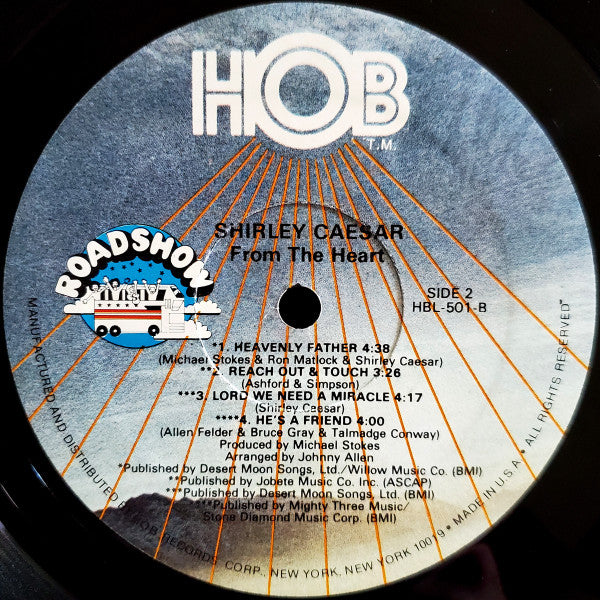 HOB
T.M.
ROADSHOW
SHIRLEY CAESAR
From The Heart
SIDE 2
HBL-501-B
*1. HEAVENLY FATHER 4:38
(Michael Stokes & Ron Matlock & Shirley Caesar)
**2. REACH OUT & TOUCH 3:26
(Ashford & Simpson)
***3. LORD WE NEED A MIRACLE 4:17
(Shirley Caesar)
****4. HE'S A FRIEND 4:00
(Allen Felder & Bruce Gray & Talmadge Conway)
Produced by Michael Stokes
Arranged by Johnny Allen
*Published by Desert Moon Songs, Ltd./Willow Music Co. (BMI)
**Published by Jobete Music Co. Inc. (ASCAP)
***Published by Desert Moon Songs, Ltd. (BMI)
***Published by Mighty Three Music/
Stone Diamond Music Corp. (BMI)
MANUFACTURED AND DISTRIBUTED BY HOB RECORDS CORP., NEW YORK, NEW YORK 10019 • MADE IN U.S.A. • ALL RIGHTS RESERVED